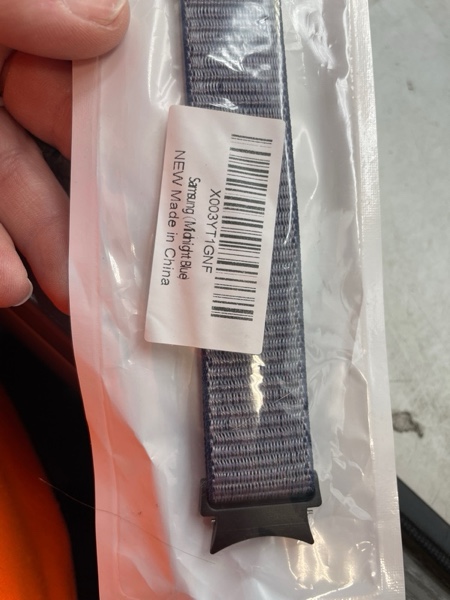 X003YT1GNF
Samsung (Midnight Blue)
NEW Made in China